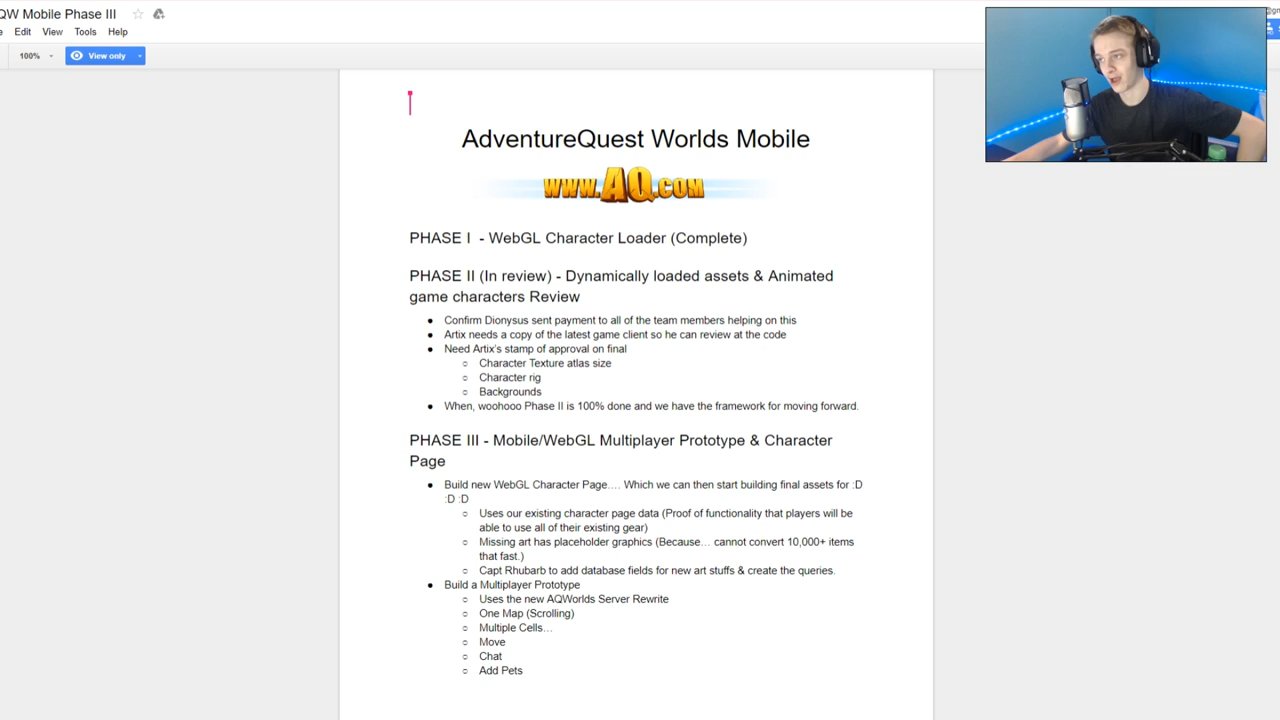 QW Mobile Phase III
Edit View Tools Help
100% View only
AdventureQuest Worlds Mobile
WWW.AQ.COM
PHASE I - WebGL Character Loader (Complete)
PHASE II (In review) - Dynamically loaded assets & Animated
game characters Review
● Confirm Dionysus sent payment to all of the team members helping on this
● Artix needs a copy of the latest game client so he can review at the code
● Need Artix's stamp of approval on final
○ Character Texture atlas size
○ Character rig
○ Backgrounds
● When, woohooo Phase II is 100% done and we have the framework for moving forward.
PHASE III - Mobile/WebGL Multiplayer Prototype & Character
Page
● Build new WebGL Character Page…. Which we can then start building final assets for :D
:D :D
○ Uses our existing character page data (Proof of functionality that players will be
able to use all of their existing gear)
○ Missing art has placeholder graphics (Because… cannot convert 10,000+ items
that fast.)
○ Capt Rhubarb to add database fields for new art stuffs & create the queries.
● Build a Multiplayer Prototype
○ Uses the new AQWorlds Server Rewrite
○ One Map (Scrolling)
○ Multiple Cells…
○ Move
○ Chat
○ Add Pets